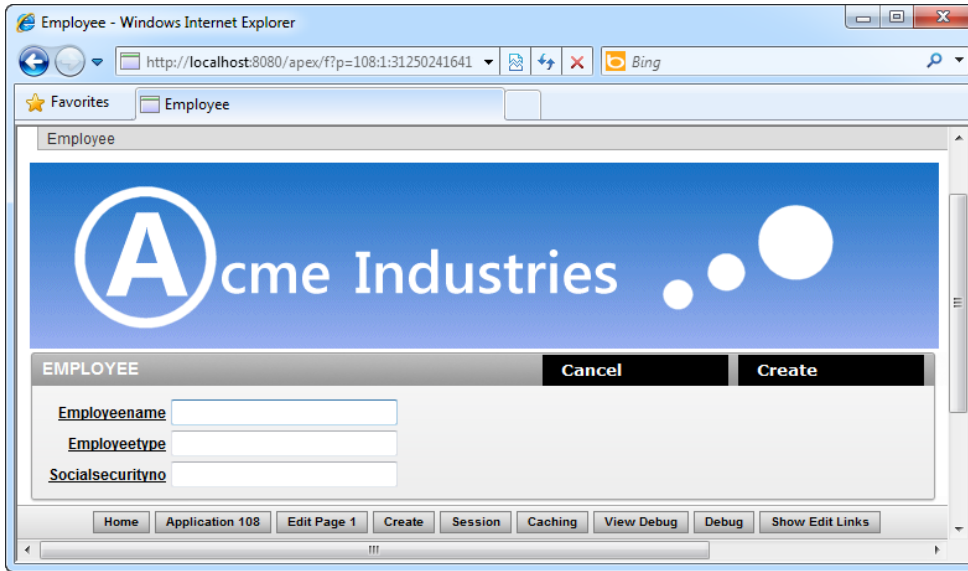 Employee - Windows Internet Explorer
http://localhost:8080/apex/f?p=108:1:31250241641
Bing
Favorites
Employee
Employee
Acme Industries
EMPLOYEE Cancel Create
Employeename
Employeetype
Socialsecurityno
Home Application 108 Edit Page 1 Create Session Caching View Debug Debug Show Edit Links